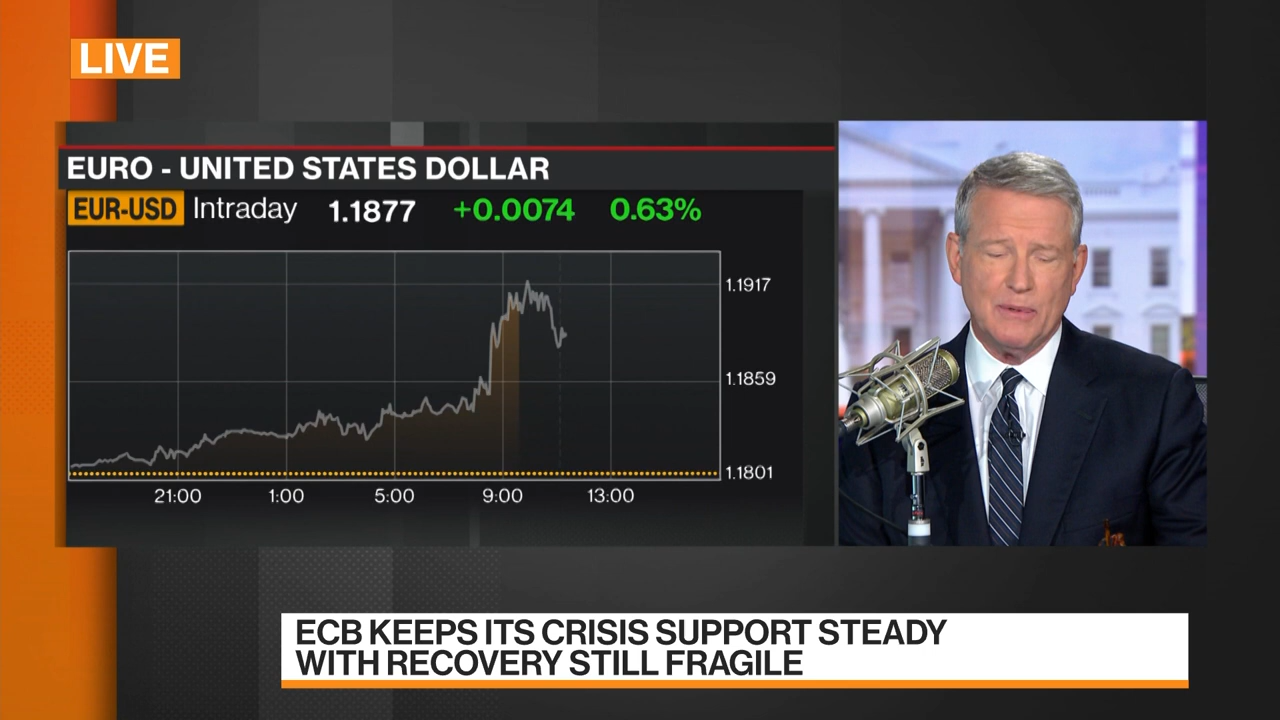 LIVE
EURO - UNITED STATES DOLLAR
EUR-USD Intraday 1.1877 +0.0074 0.63%
1.1917
1.1859
1.1801
21:00 1:00 5:00 9:00 13:00
ECB KEEPS ITS CRISIS SUPPORT STEADY
WITH RECOVERY STILL FRAGILE